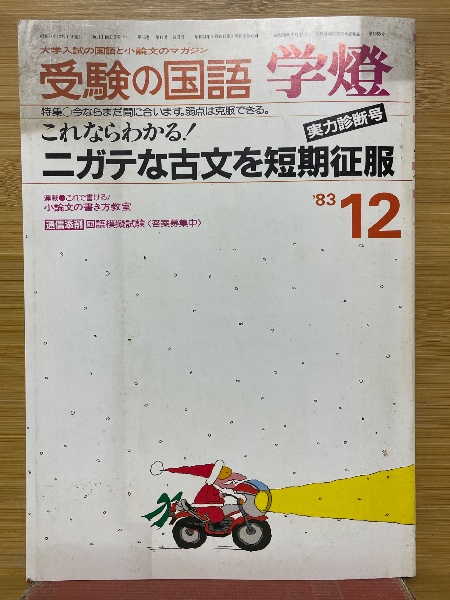 大学入試の国語と小論文のマガジン
受験の国語 学燈
特集○今ならまだ間に合います。弱点は克服できる。
これならわかる!
実力診断号
ニガテな古文を短期征服
'83 12
連載●これで書ける!
小論文の書き方教室
通信添削 国語模擬試験〈答案募集中〉